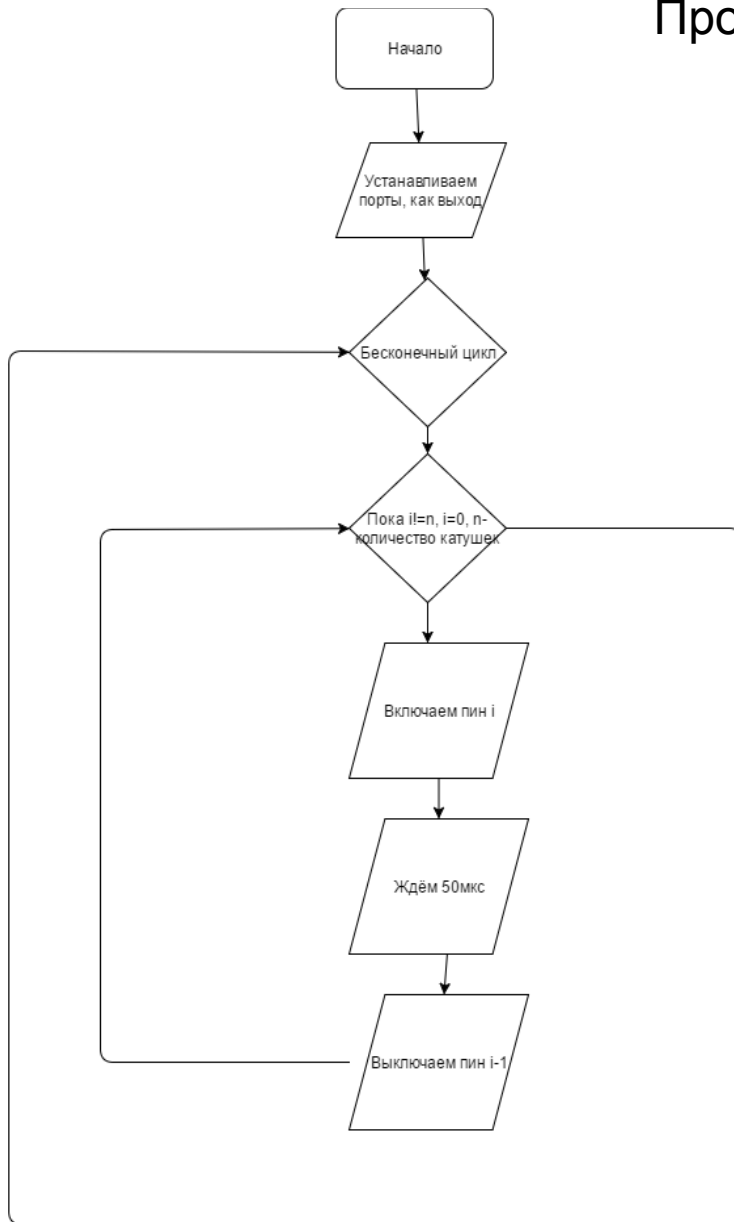 Про
Начало
Устанавливаем
порты, как выход
Бесконечный цикл
Пока i!=n, i=0, n-
количество катушек
Включаем пин i
Ждём 50мкс
Выключаем пин i-1